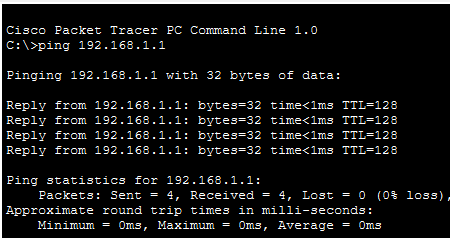 Cisco Packet Tracer PC Command Line 1.0
C:\>ping 192.168.1.1
Pinging 192.168.1.1 with 32 bytes of data:
Reply from 192.168.1.1: bytes=32 time<1ms TTL=128
Reply from 192.168.1.1: bytes=32 time<1ms TTL=128
Reply from 192.168.1.1: bytes=32 time<1ms TTL=128
Reply from 192.168.1.1: bytes=32 time<1ms TTL=128
Ping statistics for 192.168.1.1:
Packets: Sent = 4, Received = 4, Lost = 0 (0% loss),
Approximate round trip times in milli-seconds:
Minimum = 0ms, Maximum = 0ms, Average = 0ms